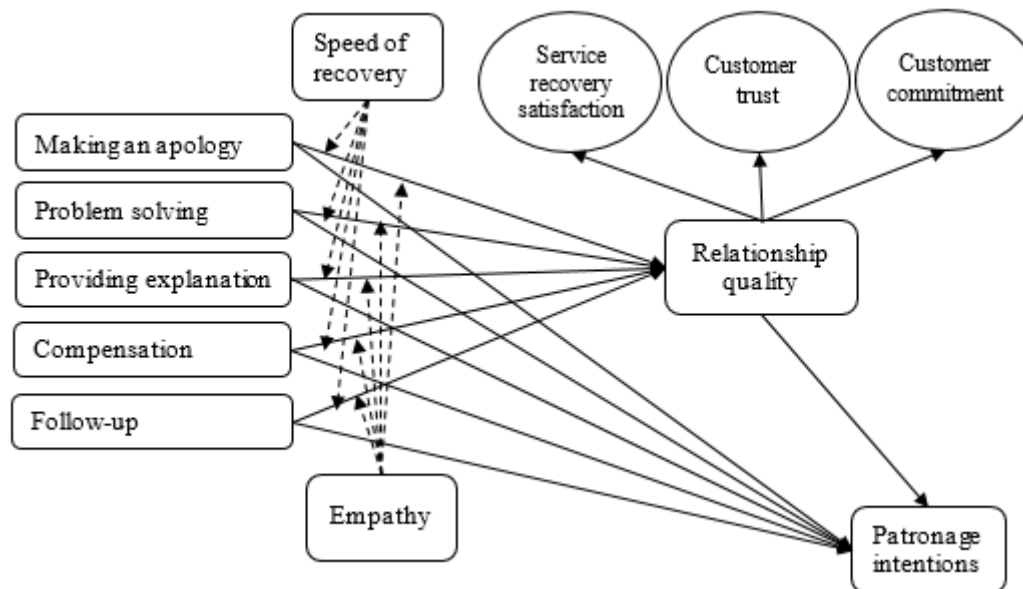 Speed of
recovery
Service
recovery
satisfaction
Customer
trust
Customer
commitment
Making an apology
Problem solving
Providing explanation
Compensation
Follow-up
Relationship
quality
Empathy
Patronage
intentions